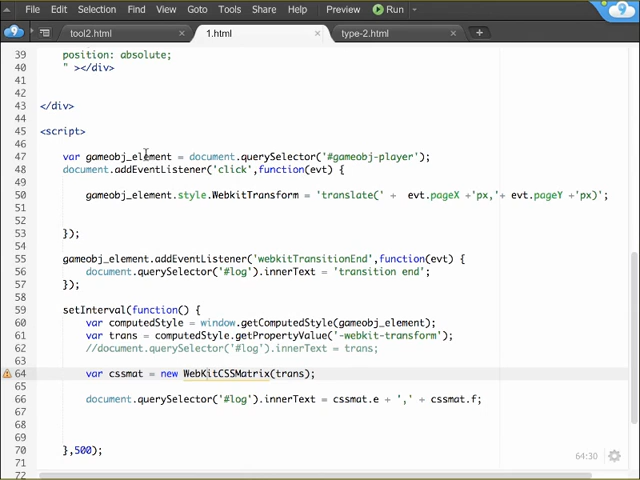 File Edit Find View Goto Tools Share Help Preview Run
tool2.html × 1.html × type-2.html × +
39 position: absolute;
40 " ></div>
41
42
43 </div>
44
45 <script>
46
47 var gameobj_element = document.querySelector('#gameobj-player');
48 document.addEventListener('click',function(evt) {
49
50 gameobj_element.style.WebkitTransform = 'translate(' + evt.pageX +'px,'+ evt.pageY +'px)';
51
52
53 });
54
55 gameobj_element.addEventListener('webkitTransitionEnd',function(evt) {
56 document.querySelector('#log').innerText = 'transition end';
57 });
58
59 setInterval(function() {
60 var computedStyle = window.getComputedStyle(gameobj_element);
61 var trans = computedStyle.getPropertyValue('-webkit-transform');
62 //document.querySelector('#log').innerText = trans;
63
64 var cssmat = new WebKitCSSMatrix(trans);
65
66 document.querySelector('#log').innerText = cssmat.e + ',' + cssmat.f;
67
68
69
70 },500);
71
72
64:30